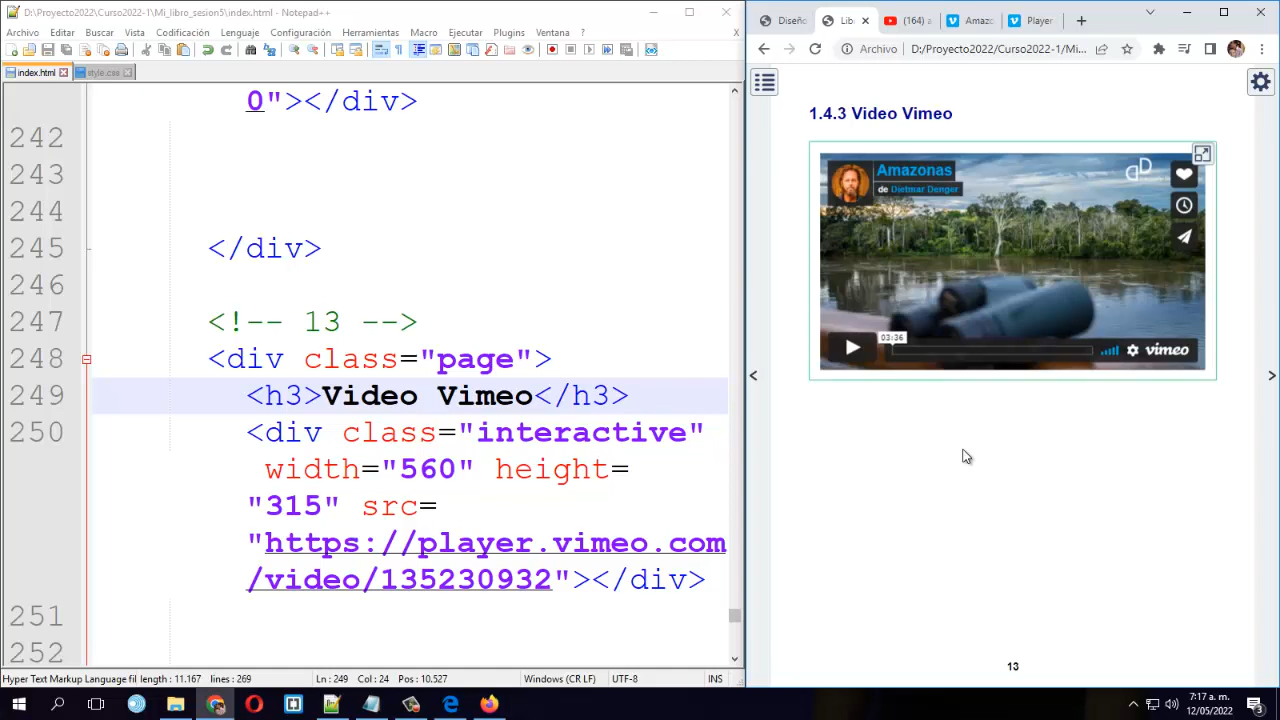 D:\Proyecto2022\Curso2022-1\Mi_libro_sesion5\index.html - Notepad++
Archivo Editar Buscar Vista Codificación Lenguaje Configuración Herramientas Macro Ejecutar Plugins Ventana ?
index.html style.css
0"></div>
242
243
244
245 </div>
246
247 <!-- 13 -->
248 <div class="page">
249 <h3>Video Vimeo</h3>
250 <div class="interactive"
width="560" height=
"315" src=
"https://player.vimeo.com
/video/135230932"></div>
251
252
Hyper Text Markup Language fil length : 11.167 lines : 269 Ln : 249 Col : 24 Pos : 10.527 Windows (CR LF) UTF-8 INS
Diseño Lib (164) a Amazo Player
Archivo D:/Proyecto2022/Curso2022-1/Mi...
1.4.3 Video Vimeo
Amazonas
de Dietmar Denger
03:36
vimeo
13
7:17 a. m.
12/05/2022
3